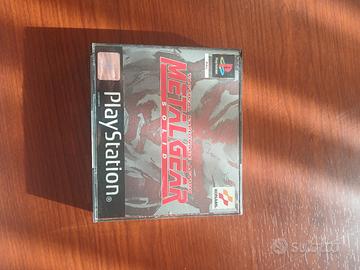 PlayStation
METAL GEAR
SOLID
KONAMI
subito